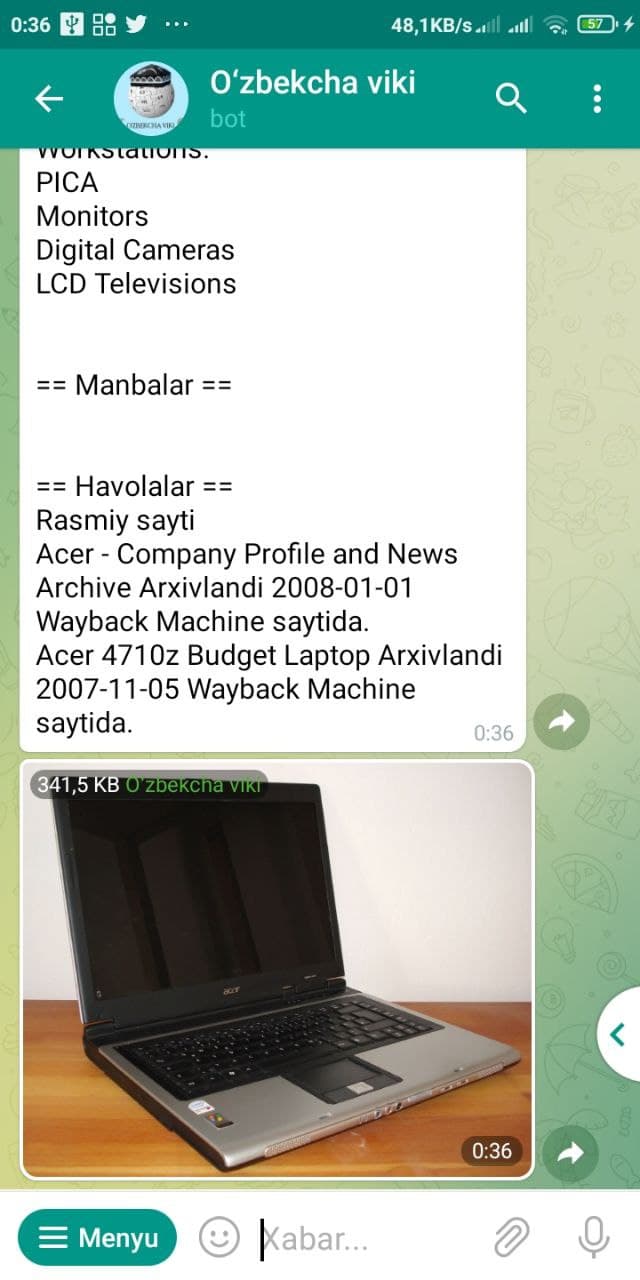 0:36 ... 48,1KB/s 57
O‘zbekcha viki
bot
OʻZBEKCHA VIKI
Workstations.
PICA
Monitors
Digital Cameras
LCD Televisions
== Manbalar ==
== Havolalar ==
Rasmiy sayti
Acer - Company Profile and News
Archive Arxivlandi 2008-01-01
Wayback Machine saytida.
Acer 4710z Budget Laptop Arxivlandi
2007-11-05 Wayback Machine
saytida.
0:36
341,5 KB O‘zbekcha viki
acer
0:36
Menyu Xabar...